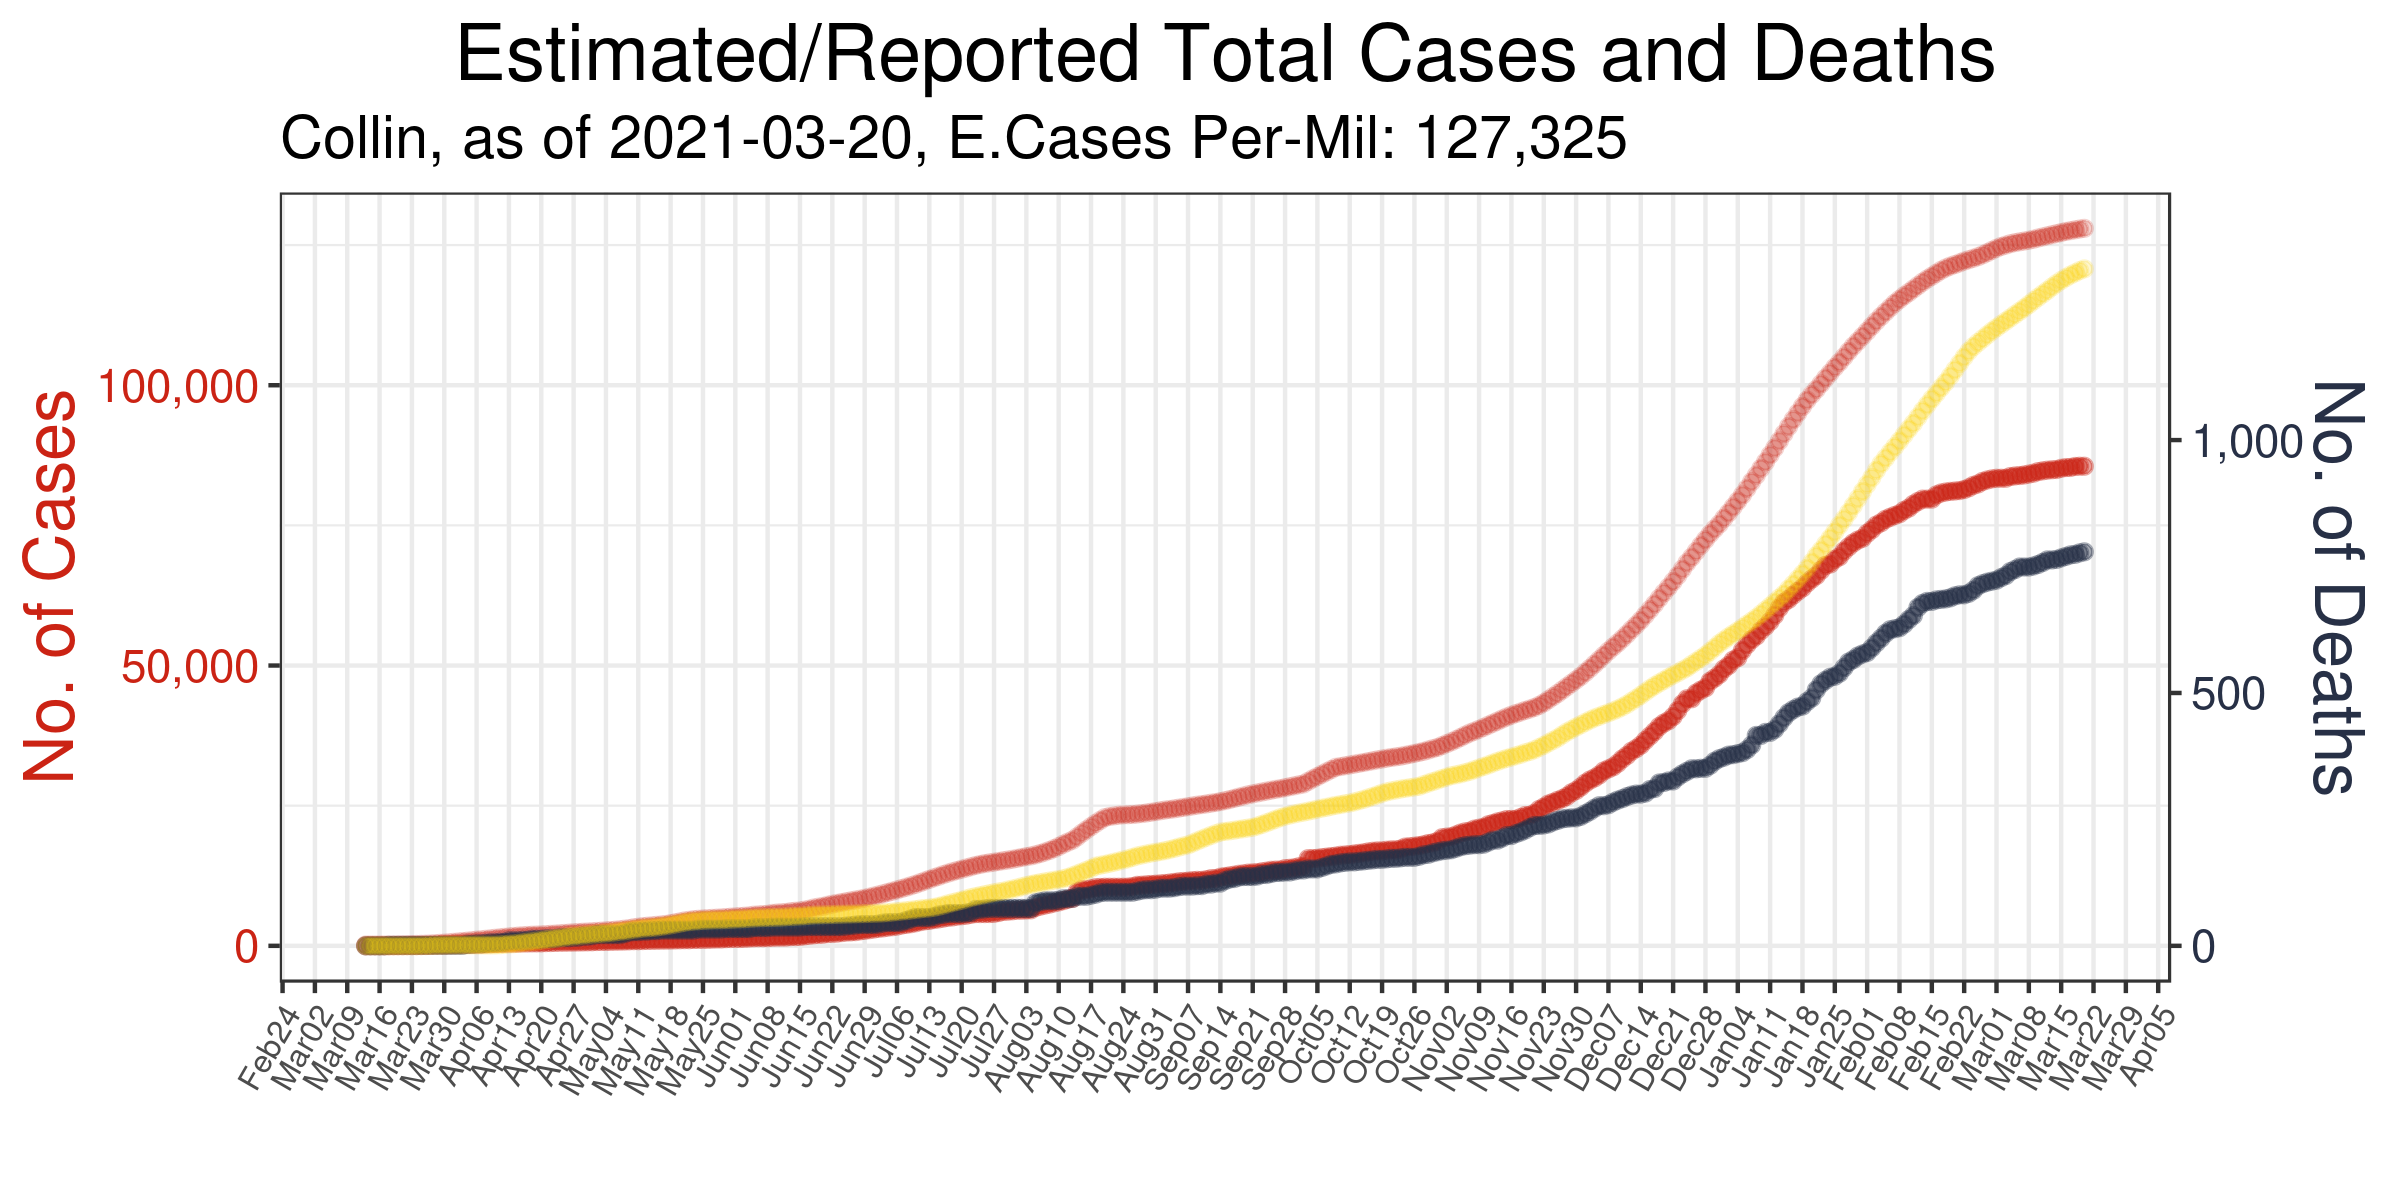 Estimated/Reported Total Cases and Deaths
Collin, as of 2021-03-20, E.Cases Per-Mil: 127,325
No. of Cases
100,000
50,000
0
1,000
500
0
No. of Deaths
Feb24
Mar02
Mar09
Mar16
Mar23
Mar30
Apr06
Apr13
Apr20
Apr27
May04
May11
May18
May25
Jun01
Jun08
Jun15
Jun22
Jun29
Jul06
Jul13
Jul20
Jul27
Aug03
Aug10
Aug17
Aug24
Aug31
Sep07
Sep14
Sep21
Sep28
Oct05
Oct12
Oct19
Oct26
Nov02
Nov09
Nov16
Nov23
Nov30
Dec07
Dec14
Dec21
Dec28
Jan04
Jan11
Jan18
Jan25
Feb01
Feb08
Feb15
Feb22
Mar01
Mar08
Mar15
Mar22
Mar29
Apr05